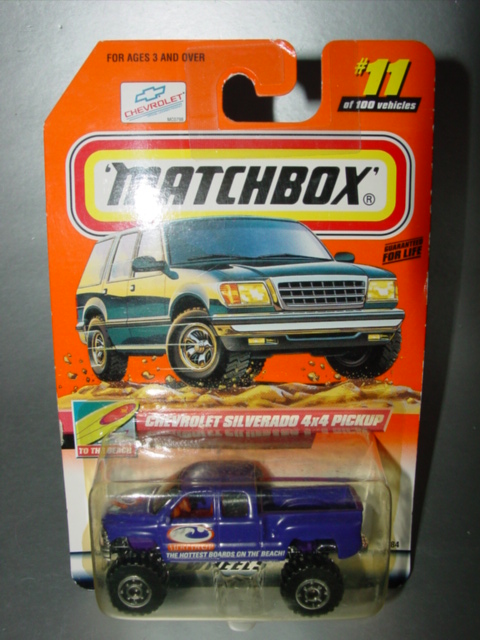 FOR AGES 3 AND OVER
CHEVROLET
#11
of 100 vehicles
'MATCHBOX'®
GUARANTEED
FOR LIFE
CHEVROLET SILVERADO 4x4 PICKUP
TO THE BEACH
THE HOTTEST BOARDS ON THE BEACH!